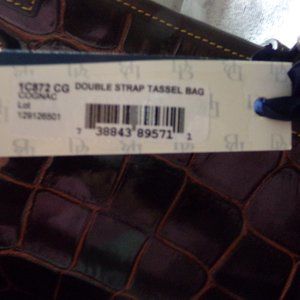 1C872 CG DOUBLE STRAP TASSEL BAG
COGNAC
Lot
129126501
7 38843 89571 1